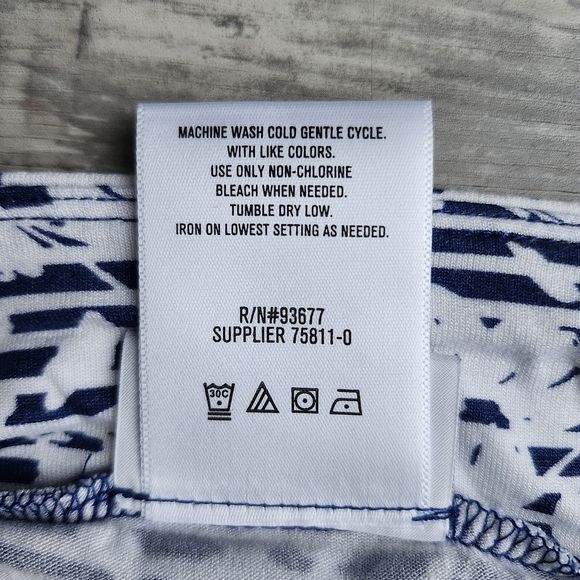 MACHINE WASH COLD GENTLE CYCLE.
WITH LIKE COLORS.
USE ONLY NON-CHLORINE
BLEACH WHEN NEEDED.
TUMBLE DRY LOW.
IRON ON LOWEST SETTING AS NEEDED.
R/N#93677
SUPPLIER 75811-0
30C